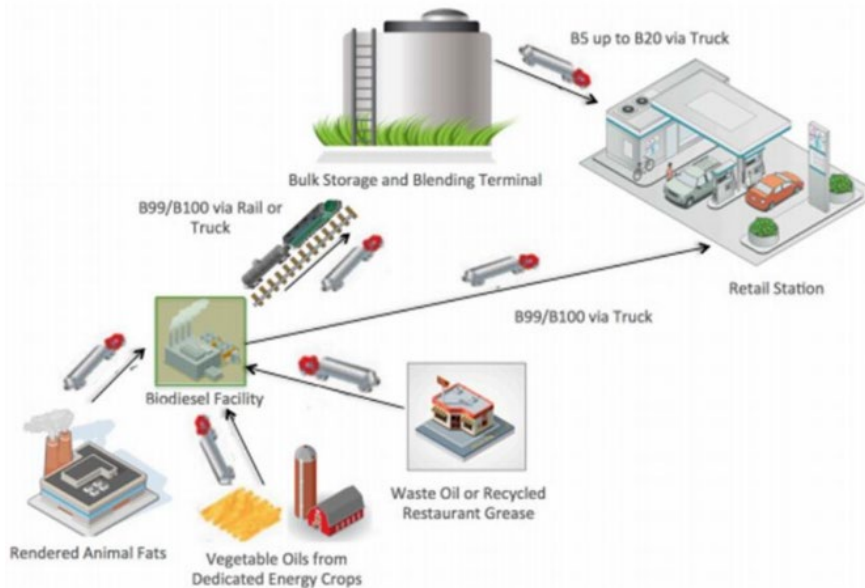 B5 up to B20 via Truck
Bulk Storage and Blending Terminal
B99/B100 via Rail or
Truck
Retail Station
B99/B100 via Truck
Biodiesel Facility
Waste Oil or Recycled
Restaurant Grease
Rendered Animal Fats
Vegetable Oils from
Dedicated Energy Crops